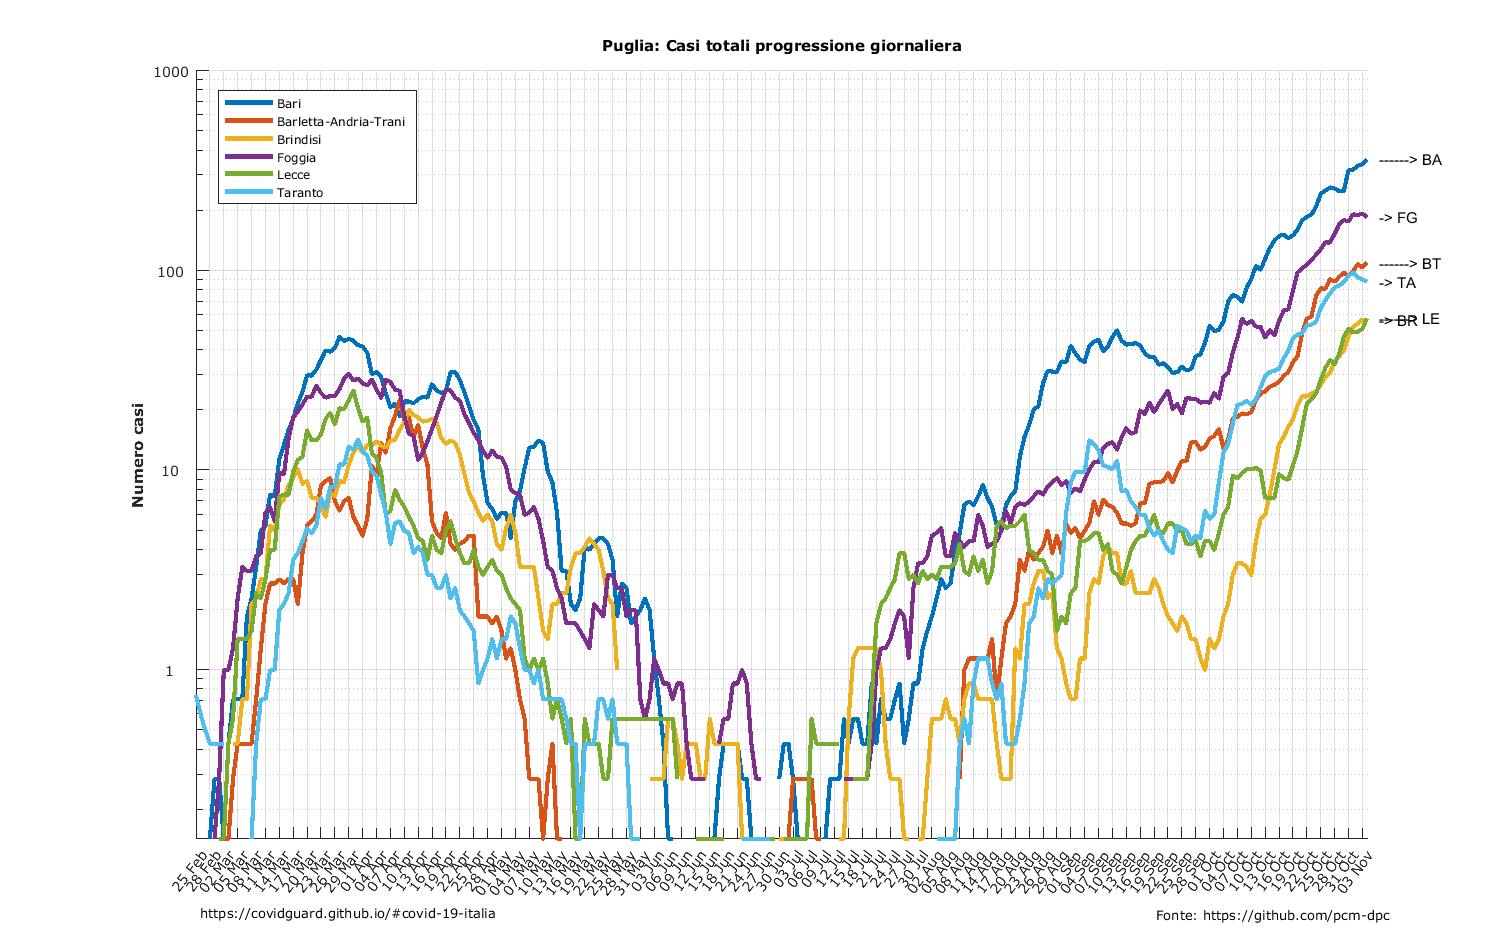 Puglia: Casi totali progressione giornaliera
1000
100
10
1
Numero casi
Bari
Barletta-Andria-Trani
Brindisi
Foggia
Lecce
Taranto
------> BA
-> FG
------> BT
-> TA
------> LE
-> BR
25 Feb
28 Feb
02 Mar
05 Mar
08 Mar
11 Mar
14 Mar
17 Mar
20 Mar
23 Mar
26 Mar
29 Mar
01 Apr
04 Apr
07 Apr
10 Apr
13 Apr
16 Apr
19 Apr
22 Apr
25 Apr
28 Apr
01 May
04 May
07 May
10 May
13 May
16 May
19 May
22 May
25 May
28 May
31 May
03 Jun
06 Jun
09 Jun
12 Jun
15 Jun
18 Jun
21 Jun
24 Jun
27 Jun
30 Jun
03 Jul
06 Jul
09 Jul
12 Jul
15 Jul
18 Jul
21 Jul
24 Jul
27 Jul
30 Jul
02 Aug
05 Aug
08 Aug
11 Aug
14 Aug
17 Aug
20 Aug
23 Aug
26 Aug
29 Aug
01 Sep
04 Sep
07 Sep
10 Sep
13 Sep
16 Sep
19 Sep
22 Sep
25 Sep
28 Sep
01 Oct
04 Oct
07 Oct
10 Oct
13 Oct
16 Oct
19 Oct
22 Oct
25 Oct
28 Oct
31 Oct
03 Nov
https://covidguard.github.io/#covid-19-italia
Fonte: https://github.com/pcm-dpc